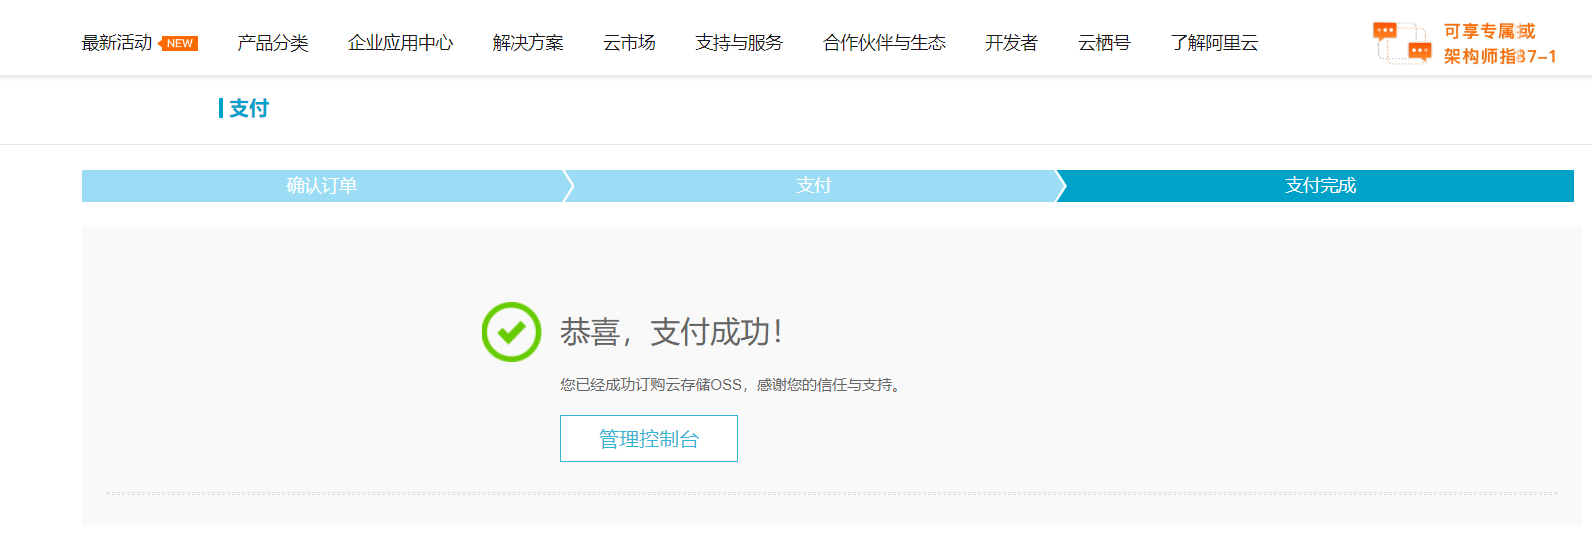 最新活动 NEW 产品分类 企业应用中心 解决方案 云市场 支持与服务 合作伙伴与生态 开发者 云栖号 了解阿里云
可享专属 或
架构师指 87-1
支付
确认订单 支付 支付完成
恭喜，支付成功！
您已经成功订购云存储OSS，感谢您的信任与支持。
管理控制台